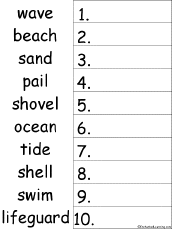 wave 1.
beach 2.
sand 3.
pail 4.
shovel 5.
ocean 6.
tide 7.
shell 8.
swim 9.
lifeguard 10.